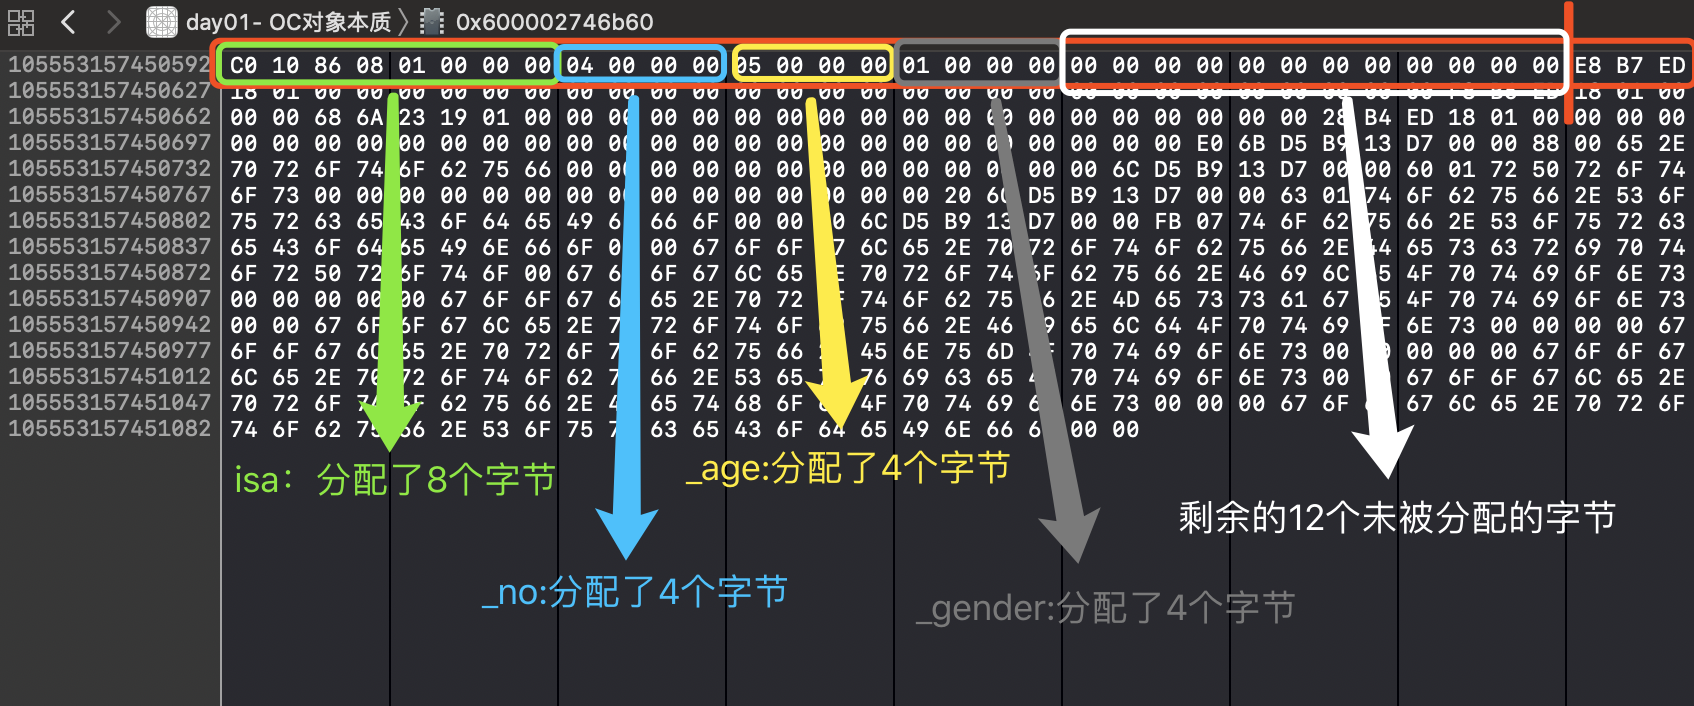 day01- OC对象本质 〉 0x600002746b60
105553157450592 C0 10 86 08 01 00 00 00 04 00 00 00 05 00 00 00 01 00 00 00 00 00 00 00 00 00 00 00 00 00 00 00 E8 B7 ED
105553157450627 18 01 00 00 00 00 00 00 00 00 00 00 00 00 00 00 00 00 00 00 00 00 00 00 00 00 00 00 00 ED 18 01 00
105553157450662 00 00 68 6A 23 19 01 00 00 00 00 00 00 00 00 00 00 00 00 00 00 00 00 00 00 00 28 B4 ED 18 01 00 00 00 00
105553157450697 00 00 00 00 00 00 00 00 00 00 00 00 00 00 00 00 00 00 00 00 00 00 00 E0 6B D5 B9 13 D7 00 00 88 00 65 2E
105553157450732 70 72 6F 74 6F 62 75 66 00 00 00 00 00 00 00 00 00 00 00 00 00 6C D5 B9 13 D7 00 00 60 01 72 50 72 6F 74
105553157450767 6F 73 00 00 00 00 00 00 00 00 00 00 00 00 00 00 00 20 60 D5 B9 13 D7 00 00 63 01 74 6F 62 75 66 2E 53 6F
105553157450802 75 72 63 65 43 6F 64 65 49 66 6F 00 00 00 6C D5 B9 13 D7 00 00 FB 07 74 6F 62 75 66 2E 53 6F 75 72 63
105553157450837 65 43 6F 64 65 49 6E 66 6F 00 67 6F 6F 6C 65 2E 70 72 6F 74 6F 62 75 66 2E 44 65 73 63 72 69 70 74
105553157450872 6F 72 50 72 6F 74 6F 00 67 6F 67 6C 65 70 72 6F 74 6F 62 75 66 2E 46 69 6C 4F 70 74 69 6F 6E 73
105553157450907 00 00 00 00 00 67 6F 6F 67 65 2E 70 72 74 6F 62 75 2E 4D 65 73 73 61 67 4F 70 74 69 6F 6E 73
105553157450942 00 00 67 6F 6F 67 6C 65 2E 72 6F 74 6F 75 66 2E 46 65 6C 64 4F 70 74 69 6E 73 00 00 00 00 67
105553157450977 6F 6F 67 6C 65 2E 70 72 6F 6F 62 75 66 45 6E 75 6D 70 74 69 6F 6E 73 00 00 00 00 67 6F 6F 67
105553157451012 6C 65 2E 70 72 6F 74 6F 62 66 2E 53 65 76 69 63 65 70 74 69 6F 6E 73 00 67 6F 6F 67 6C 65 2E
105553157451047 70 72 6F 62 75 66 2E 65 74 68 6F 4F 70 74 69 6E 73 00 00 00 67 6F 67 6C 65 2E 70 72 6F
105553157451082 74 6F 62 75 66 2E 53 6F 75 63 65 43 6F 64 65 49 6E 66 00 00
isa：分配了8个字节
_age:分配了4个字节
剩余的12个未被分配的字节
_no:分配了4个字节
_gender:分配了4个字节